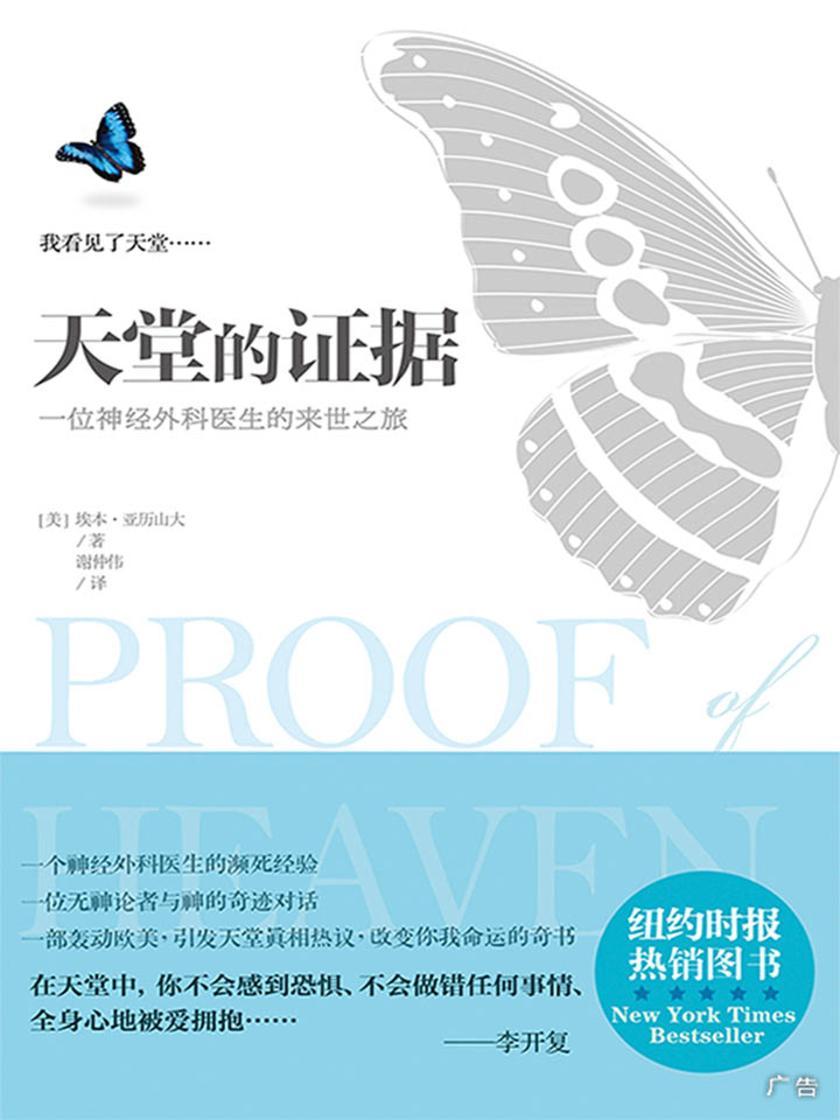 我看见了天堂……
天堂的证据
一位神经外科医生的来世之旅
[美] 埃本·亚历山大
/ 著
谢仲伟
/ 译
PROOF of
HEAVEN
一个神经外科医生的濒死经验
一位无神论者与神的奇迹对话
一部轰动欧美，引发天堂真相热议，改变你我命运的奇书
在天堂中，你不会感到恐惧、不会做错任何事情、
全身心地被爱拥抱……
——李开复
纽约时报
热销图书
New York Times
Bestseller
广告